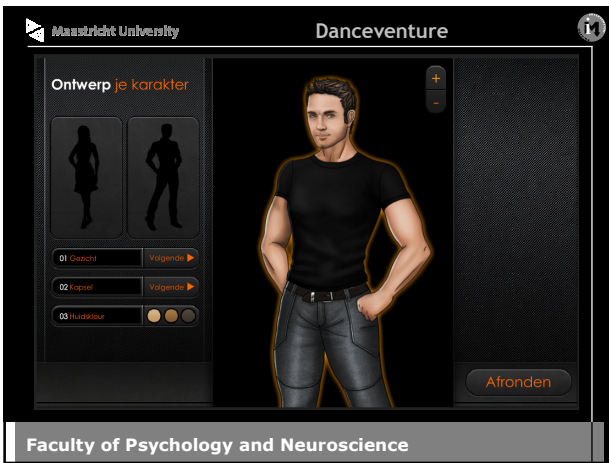 Maastricht University
Danceventure
Ontwerp je karakter
+
-
01 Gezicht Volgende
02 Kapsel Volgende
03 Huidskleur
Afronden
Faculty of Psychology and Neuroscience